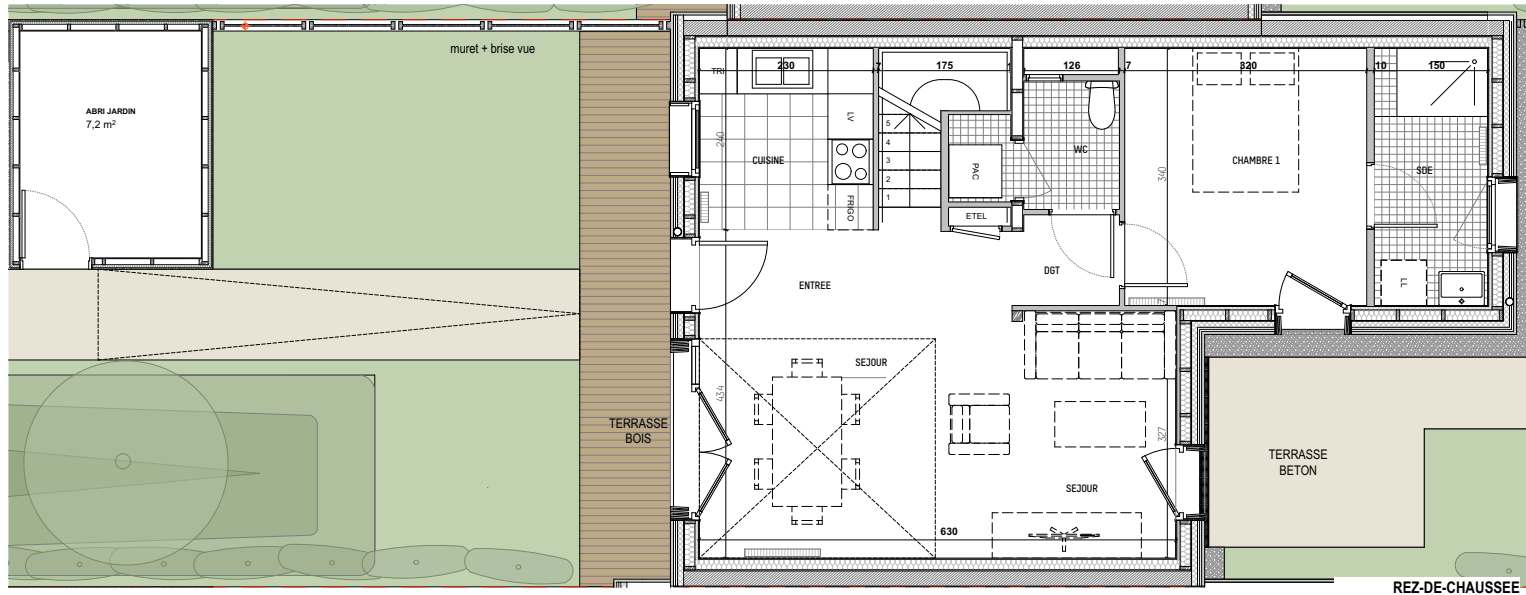 muret + brise vue
ABRI JARDIN
7,2 m²
TRI
230
7
175
126
7
320
10
150
240
CUISINE
LV
FRIGO
5
4
3
2
1
PAC
WC
ETEL
340
CHAMBRE 1
SDE
LL
DGT
7
ENTREE
SEJOUR
434
TERRASSE
BOIS
327
SEJOUR
630
TERRASSE
BETON
REZ-DE-CHAUSSEE